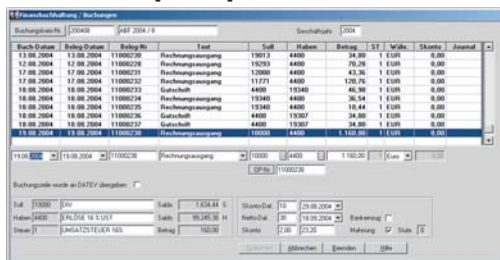 Finanzbuchhaltung / Buchungen
Buchungskreis-Nr. 200408 ABF 2004 / 8 Geschäftsjahr 2004
Buch-Datum Beleg-Datum Beleg-Nr Text Soll Haben Betrag ST Währ. Skonto Journal
13.08.2004 13.08.2004 11000228 Rechnungsausgang 19013 4400 34,80 1 EUR 0,00
12.08.2004 12.08.2004 11000229 Rechnungsausgang 19293 4400 70,28 1 EUR 0,00
17.08.2004 17.08.2004 11000231 Rechnungsausgang 12000 4400 43,36 1 EUR 0,00
17.08.2004 17.08.2004 11000232 Rechnungsausgang 11771 4400 120,76 1 EUR 0,00
18.08.2004 18.08.2004 11000233 Gutschrift 4400 19340 46,98 1 EUR 0,00
18.08.2004 18.08.2004 11000234 Rechnungsausgang 19340 4400 36,54 1 EUR 0,00
18.08.2004 18.08.2004 11000235 Rechnungsausgang 19340 4400 10,44 1 EUR 0,00
18.08.2004 18.08.2004 11000236 Gutschrift 4400 19307 34,80 1 EUR 0,00
18.08.2004 18.08.2004 11000237 Gutschrift 4400 19307 34,80 1 EUR 0,00
19.08.2004 19.08.2004 11000238 Rechnungsausgang 10000 4400 1.160,00 1 EUR 0,00
19.08.2004 19.08.2004 11000238 Rechnungsausgang 10000 4400 1.160,00 Euro
OP-Nr. 11000238
Buchungszeile wurde an DATEV übergeben:
Soll 10000 DIV Saldo 1.634,44 S Skonto-Dat. 10 29.08.2004
Haben 4400 ERLÖSE 16 % UST Saldo 99.245,38 H Netto-Dat. 30 18.09.2004 Bankeinzug
Steuer 1 UMSATZSTEUER 16% Betrag 160,00 Skonto 2,00 23,20 Mahnung Stufe 0
Abbrechen Beenden Hilfe